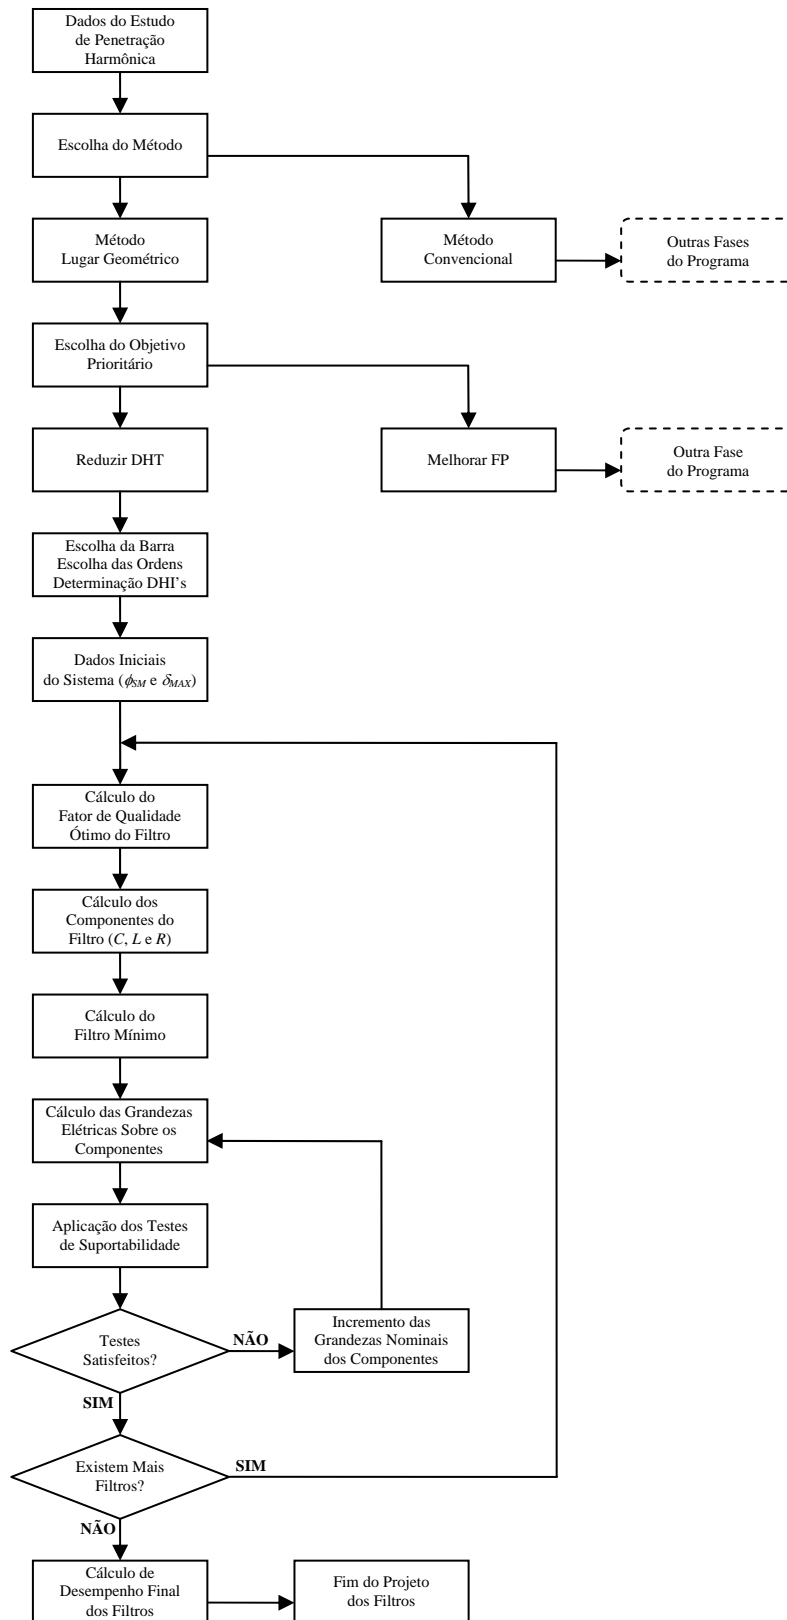 Dados do Estudo
de Penetração
Harmônica
Escolha do Método
Método
Lugar Geométrico
Método
Convencional
Outras Fases
do Programa
Escolha do Objetivo
Prioritário
Reduzir DHT
Melhorar FP
Outra Fase
do Programa
Escolha da Barra
Escolha das Ordens
Determinação DHI's
Dados Iniciais
do Sistema (ϕSM e δMAX)
Cálculo do
Fator de Qualidade
Ótimo do Filtro
Cálculo dos
Componentes do
Filtro (C, L e R)
Cálculo do
Filtro Mínimo
Cálculo das Grandezas
Elétricas Sobre os
Componentes
Aplicação dos Testes
de Suportabilidade
Testes
Satisfeitos?
NÃO
Incremento das
Grandezas Nominais
dos Componentes
SIM
Existem Mais
Filtros?
SIM
NÃO
Cálculo de
Desempenho Final
dos Filtros
Fim do Projeto
dos Filtros